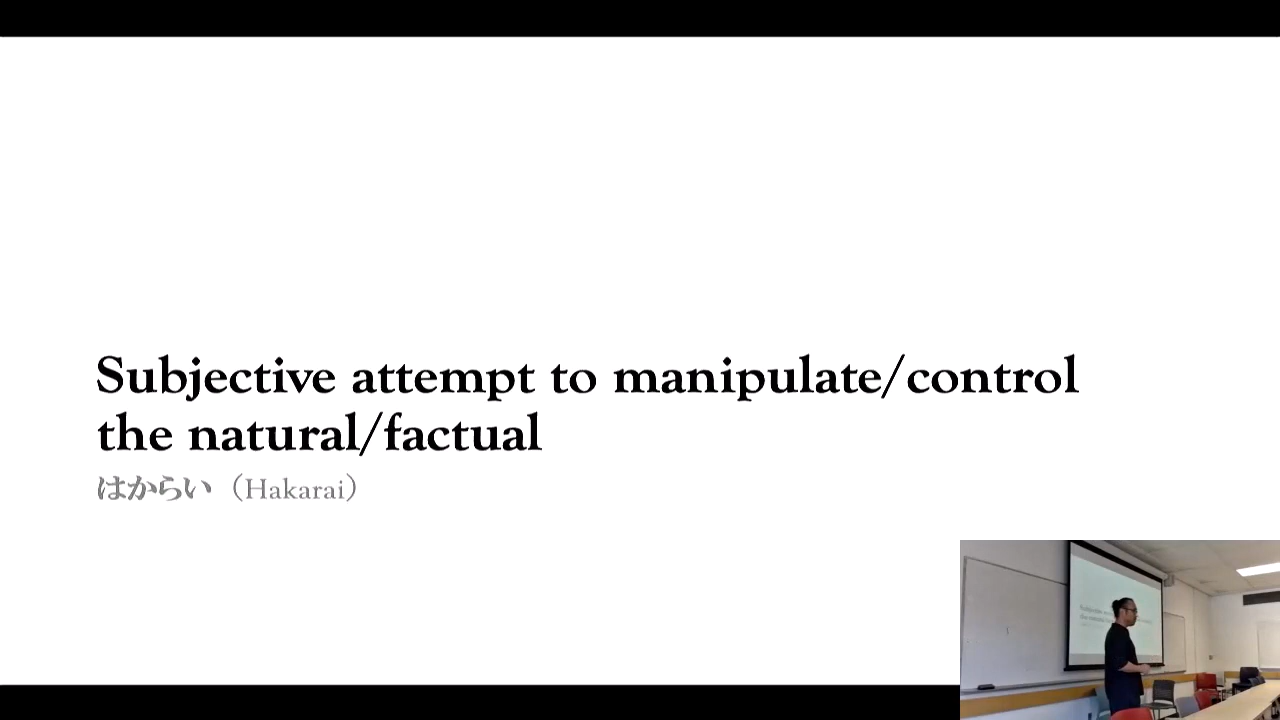 Subjective attempt to manipulate/control
the natural/factual
はからい（Hakarai）